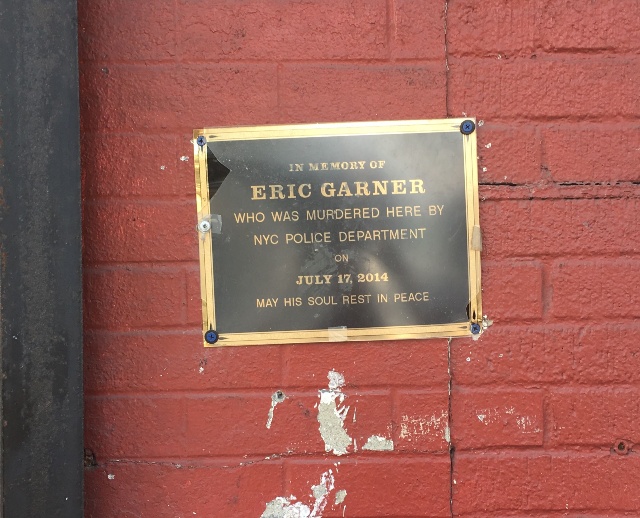 IN MEMORY OF
ERIC GARNER
WHO WAS MURDERED HERE BY
NYC POLICE DEPARTMENT
ON
JULY 17, 2014
MAY HIS SOUL REST IN PEACE